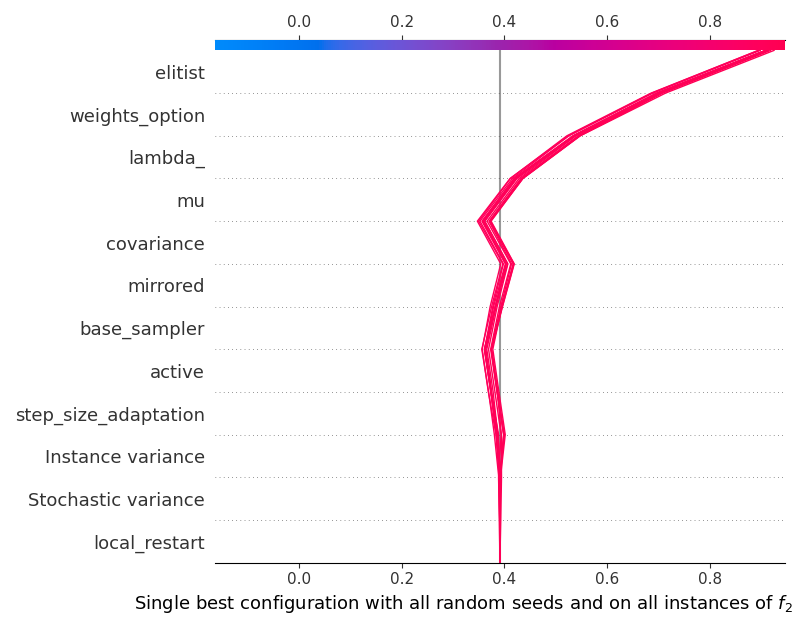 0.0 0.2 0.4 0.6 0.8
elitist
weights_option
lambda_
mu
covariance
mirrored
base_sampler
active
step_size_adaptation
Instance variance
Stochastic variance
local_restart
0.0 0.2 0.4 0.6 0.8
Single best configuration with all random seeds and on all instances of f_2